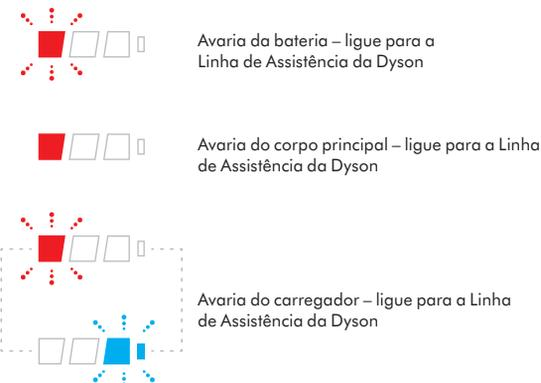 Avaria da bateria – ligue para a
Linha de Assistência da Dyson
Avaria do corpo principal – ligue para a Linha
de Assistência da Dyson
Avaria do carregador – ligue para a Linha
de Assistência da Dyson